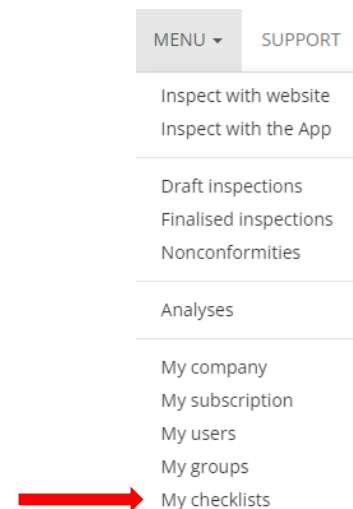 MENU SUPPORT
Inspect with website
Inspect with the App
Draft inspections
Finalised inspections
Nonconformities
Analyses
My company
My subscription
My users
My groups
My checklists